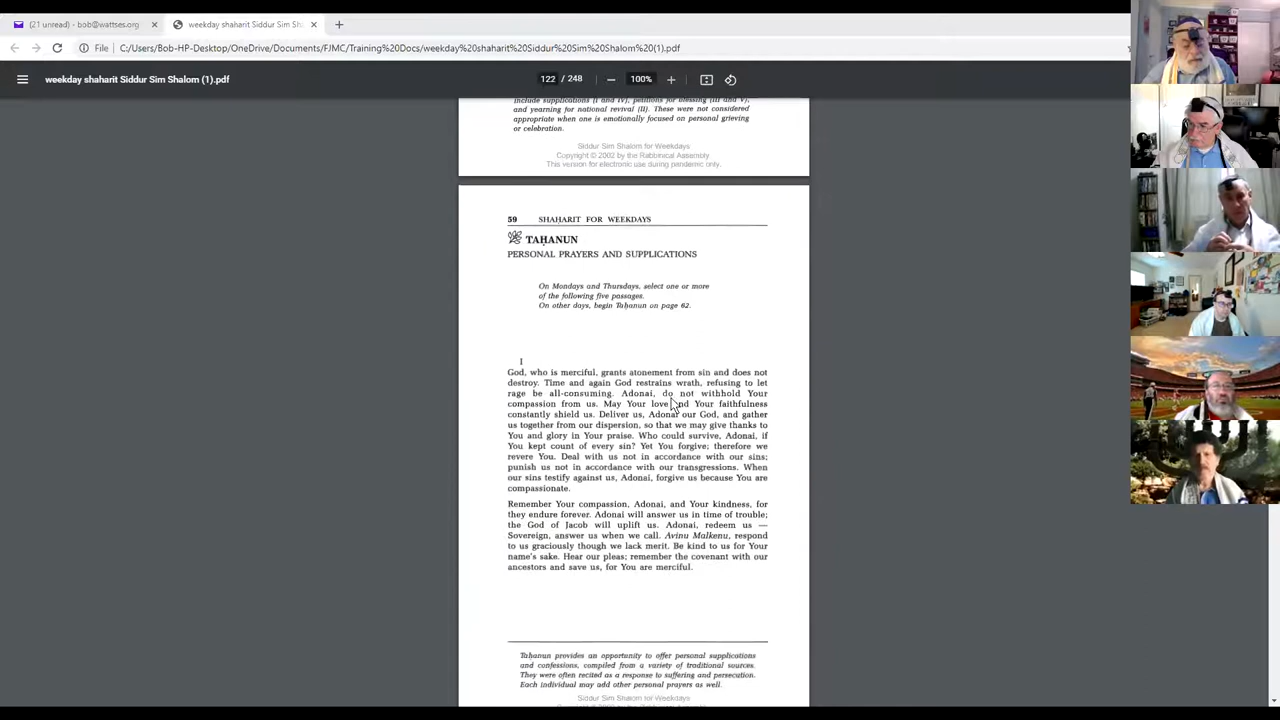 (21 unread) - bob@wattses.org
weekday shaharit Siddur Sim Sh
File
C:/Users/Bob-HP-Desktop/OneDrive/Documents/FJMC/Training%20Docs/weekday%20shaharit%20Siddur%20Sim%20Shalom%20(1).pdf
weekday shaharit Siddur Sim Shalom (1).pdf
122 / 248
100%
include supplications (I and IV), petitions for blessing (III and V),
and yearning for national revival (II). These were not considered
appropriate when one is emotionally focused on personal grieving
or celebration.
Siddur Sim Shalom for Weekdays
Copyright © 2002 by the Rabbinical Assembly
This version for electronic use during pandemic only.
59 SHAḤARIT FOR WEEKDAYS
TAḤANUN
PERSONAL PRAYERS AND SUPPLICATIONS
On Mondays and Thursdays, select one or more
of the following five passages.
On other days, begin Taḥanun on page 62.
I
God, who is merciful, grants atonement from sin and does not
destroy. Time and again God restrains wrath, refusing to let
rage be all-consuming. Adonai, do not withhold Your
compassion from us. May Your love and Your faithfulness
constantly shield us. Deliver us, Adonai our God, and gather
us together from our dispersion, so that we may give thanks to
You and glory in Your praise. Who could survive, Adonai, if
You kept count of every sin? Yet You forgive; therefore we
revere You. Deal with us not in accordance with our sins;
punish us not in accordance with our transgressions. When
our sins testify against us, Adonai, forgive us because You are
compassionate.
Remember Your compassion, Adonai, and Your kindness, for
they endure forever. Adonai will answer us in time of trouble;
the God of Jacob will uplift us. Adonai, redeem us —
Sovereign, answer us when we call. Avinu Malkenu, respond
to us graciously though we lack merit. Be kind to us for Your
name's sake. Hear our pleas; remember the covenant with our
ancestors and save us, for You are merciful.
Taḥanun provides an opportunity to offer personal supplications
and confessions, compiled from a variety of traditional sources.
They were often recited as a response to suffering and persecution.
Each individual may add other personal prayers as well.
Siddur Sim Shalom for Weekdays